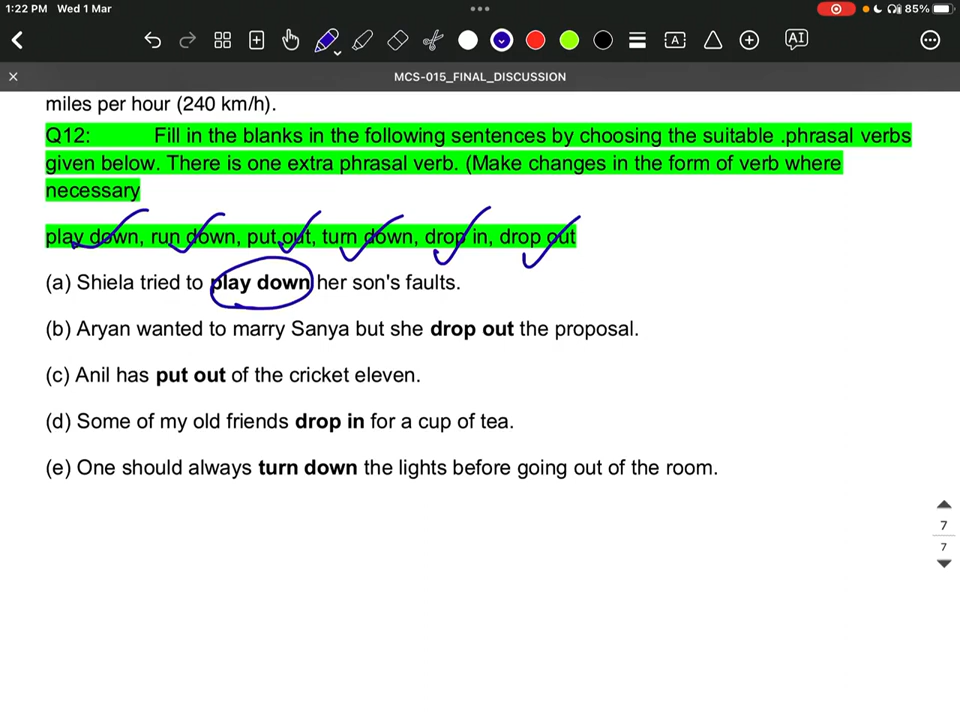 1:22 PM Wed 1 Mar
85%
AI
A
MCS-015_FINAL_DISCUSSION
miles per hour (240 km/h).
Q12: Fill in the blanks in the following sentences by choosing the suitable .phrasal verbs
given below. There is one extra phrasal verb. (Make changes in the form of verb where
necessary
play down, run down, put out, turn down, drop in, drop out
(a) Shiela tried to play down her son's faults.
(b) Aryan wanted to marry Sanya but she drop out the proposal.
(c) Anil has put out of the cricket eleven.
(d) Some of my old friends drop in for a cup of tea.
(e) One should always turn down the lights before going out of the room.
7
7